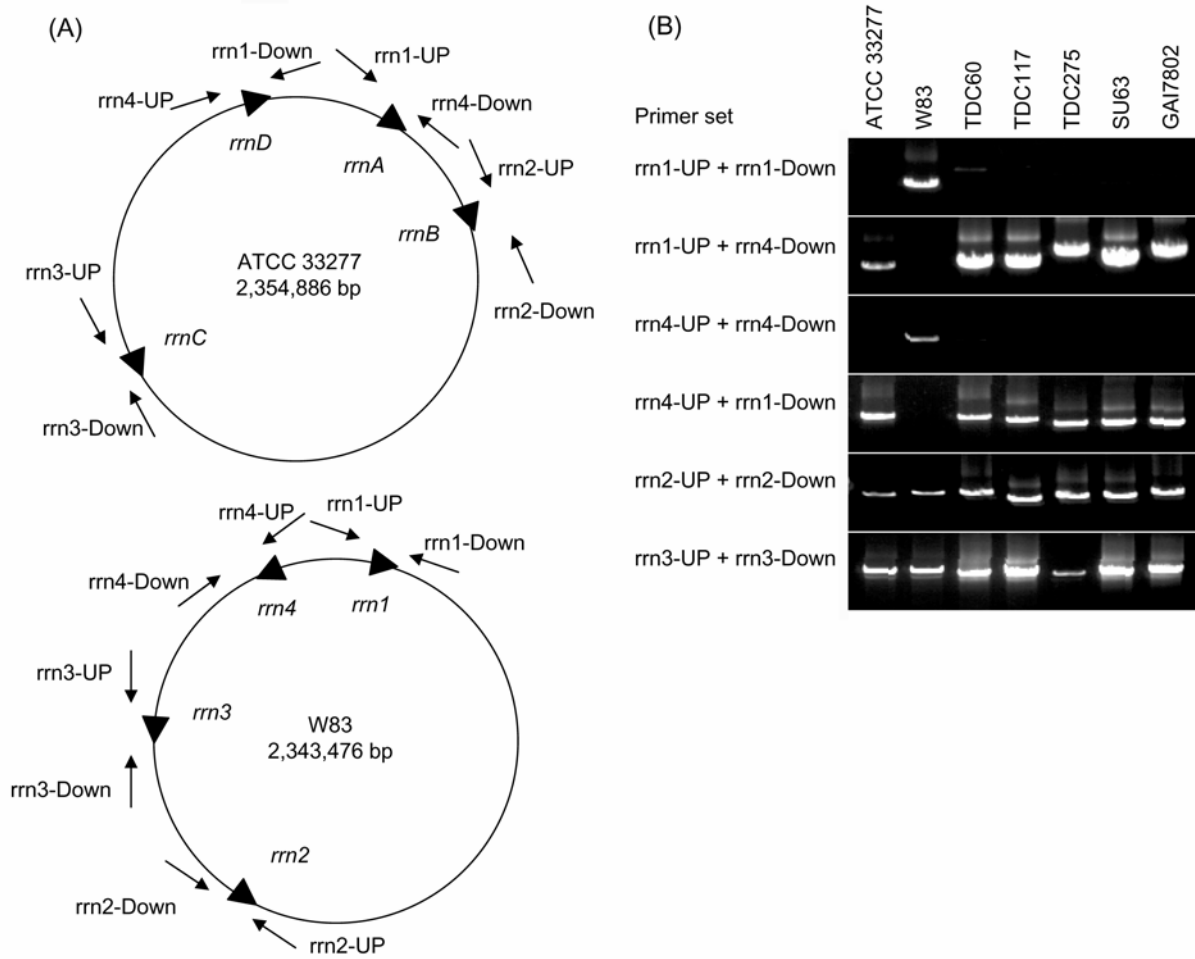 (A)
rrn1-Down
rrn1-UP
rrn4-UP
rrn4-Down
rrnD
rrnA
rrn2-UP
rrnB
ATCC 33277
2,354,886 bp
rrn3-UP
rrn2-Down
rrnC
rrn3-Down
rrn4-UP
rrn1-UP
rrn1-Down
rrn4-Down
rrn4
rrn1
rrn3-UP
rrn3
W83
2,343,476 bp
rrn3-Down
rrn2
rrn2-Down
rrn2-UP
(B)
Primer set
ATCC 33277
W83
TDC60
TDC117
TDC275
SU63
GAI7802
rrn1-UP + rrn1-Down
rrn1-UP + rrn4-Down
rrn4-UP + rrn4-Down
rrn4-UP + rrn1-Down
rrn2-UP + rrn2-Down
rrn3-UP + rrn3-Down